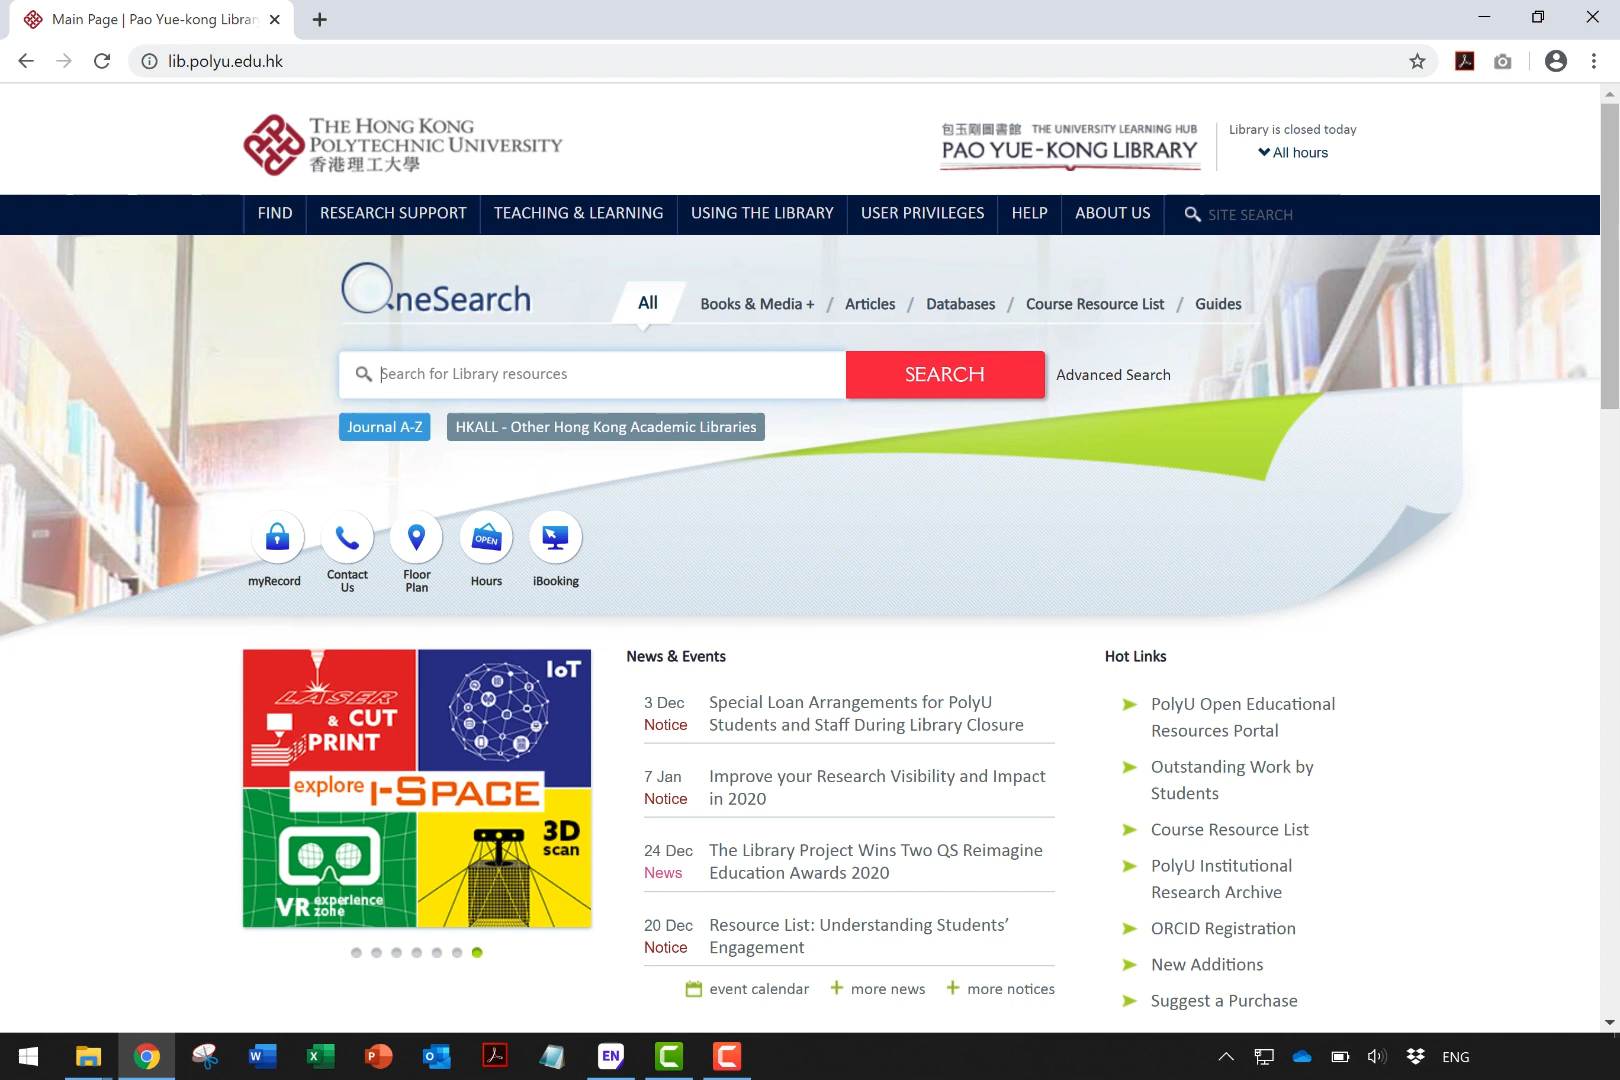 Main Page | Pao Yue-kong Librar
lib.polyu.edu.hk
THE HONG KONG
POLYTECHNIC UNIVERSITY
香港理工大學
包玉剛圖書館 THE UNIVERSITY LEARNING HUB
PAO YUE-KONG LIBRARY
Library is closed today
All hours
FIND
RESEARCH SUPPORT
TEACHING & LEARNING
USING THE LIBRARY
USER PRIVILEGES
HELP
ABOUT US
SITE SEARCH
OneSearch
All
Books & Media + / Articles / Databases / Course Resource List / Guides
Search for Library resources
SEARCH
Advanced Search
Journal A-Z
HKALL - Other Hong Kong Academic Libraries
OPEN
myRecord
Contact
Us
Floor
Plan
Hours
iBooking
LASER
& CUT
PRINT
IoT
explore i-SPACE
VR experience
zone
3D
scan
News & Events
3 Dec
Notice
Special Loan Arrangements for PolyU
Students and Staff During Library Closure
7 Jan
Notice
Improve your Research Visibility and Impact
in 2020
24 Dec
News
The Library Project Wins Two QS Reimagine
Education Awards 2020
20 Dec
Notice
Resource List: Understanding Students’
Engagement
event calendar
+ more news
+ more notices
Hot Links
PolyU Open Educational
Resources Portal
Outstanding Work by
Students
Course Resource List
PolyU Institutional
Research Archive
ORCID Registration
New Additions
Suggest a Purchase
EN
ENG